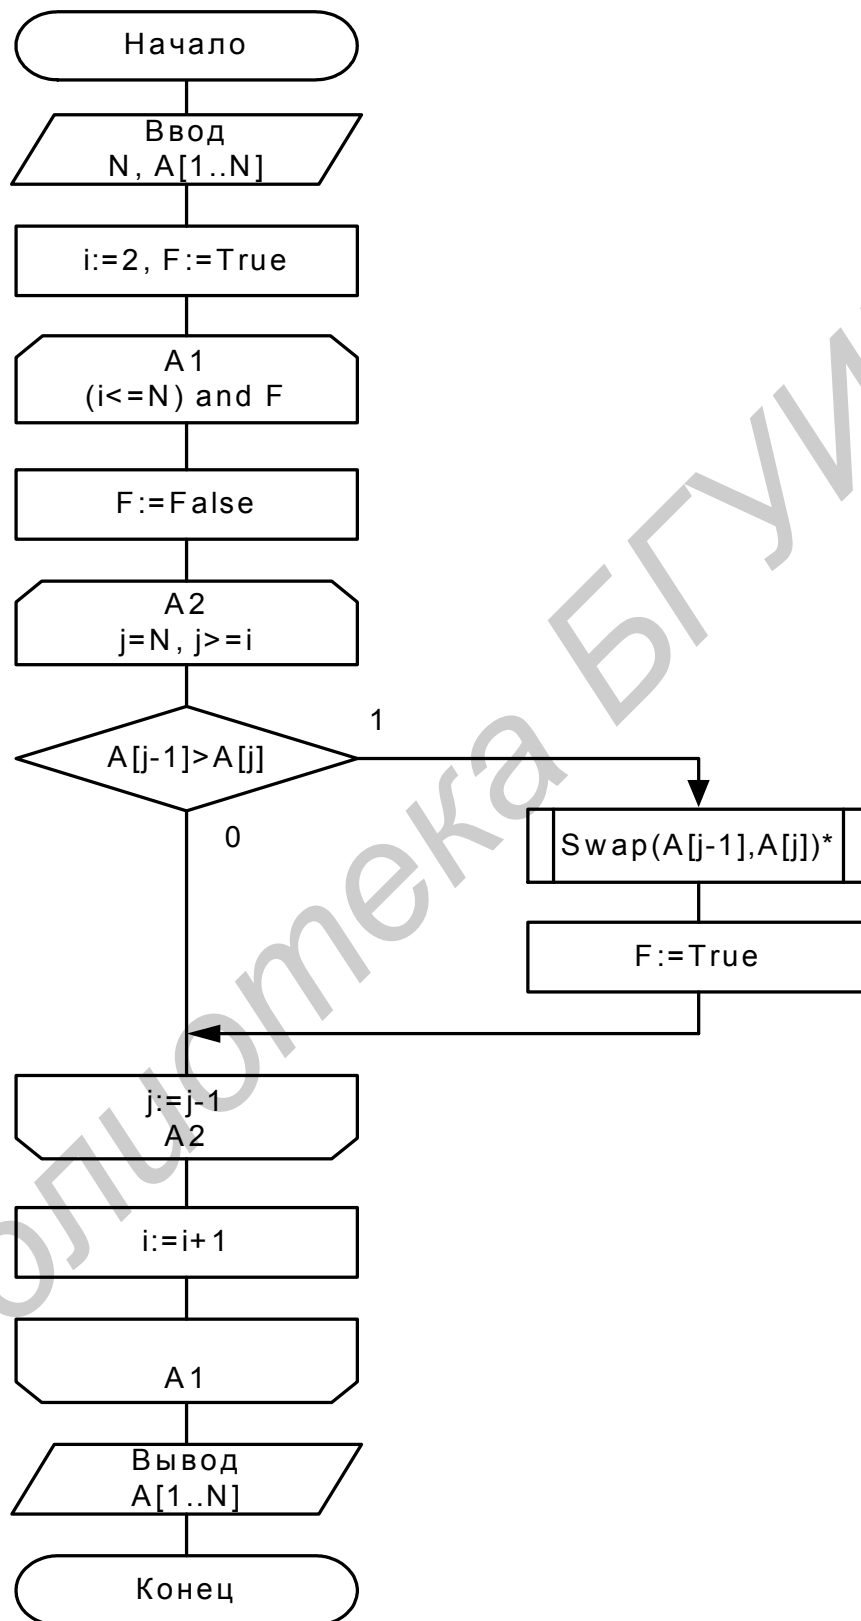 Начало
Ввод
N, A[1..N]
i:=2, F:=True
A1
(i<=N) and F
F:=False
A2
j=N, j>=i
A[j-1]>A[j]
1
0
Swap(A[j-1],A[j])*
F:=True
j:=j-1
A2
i:=i+1
A1
Вывод
A[1..N]
Конец